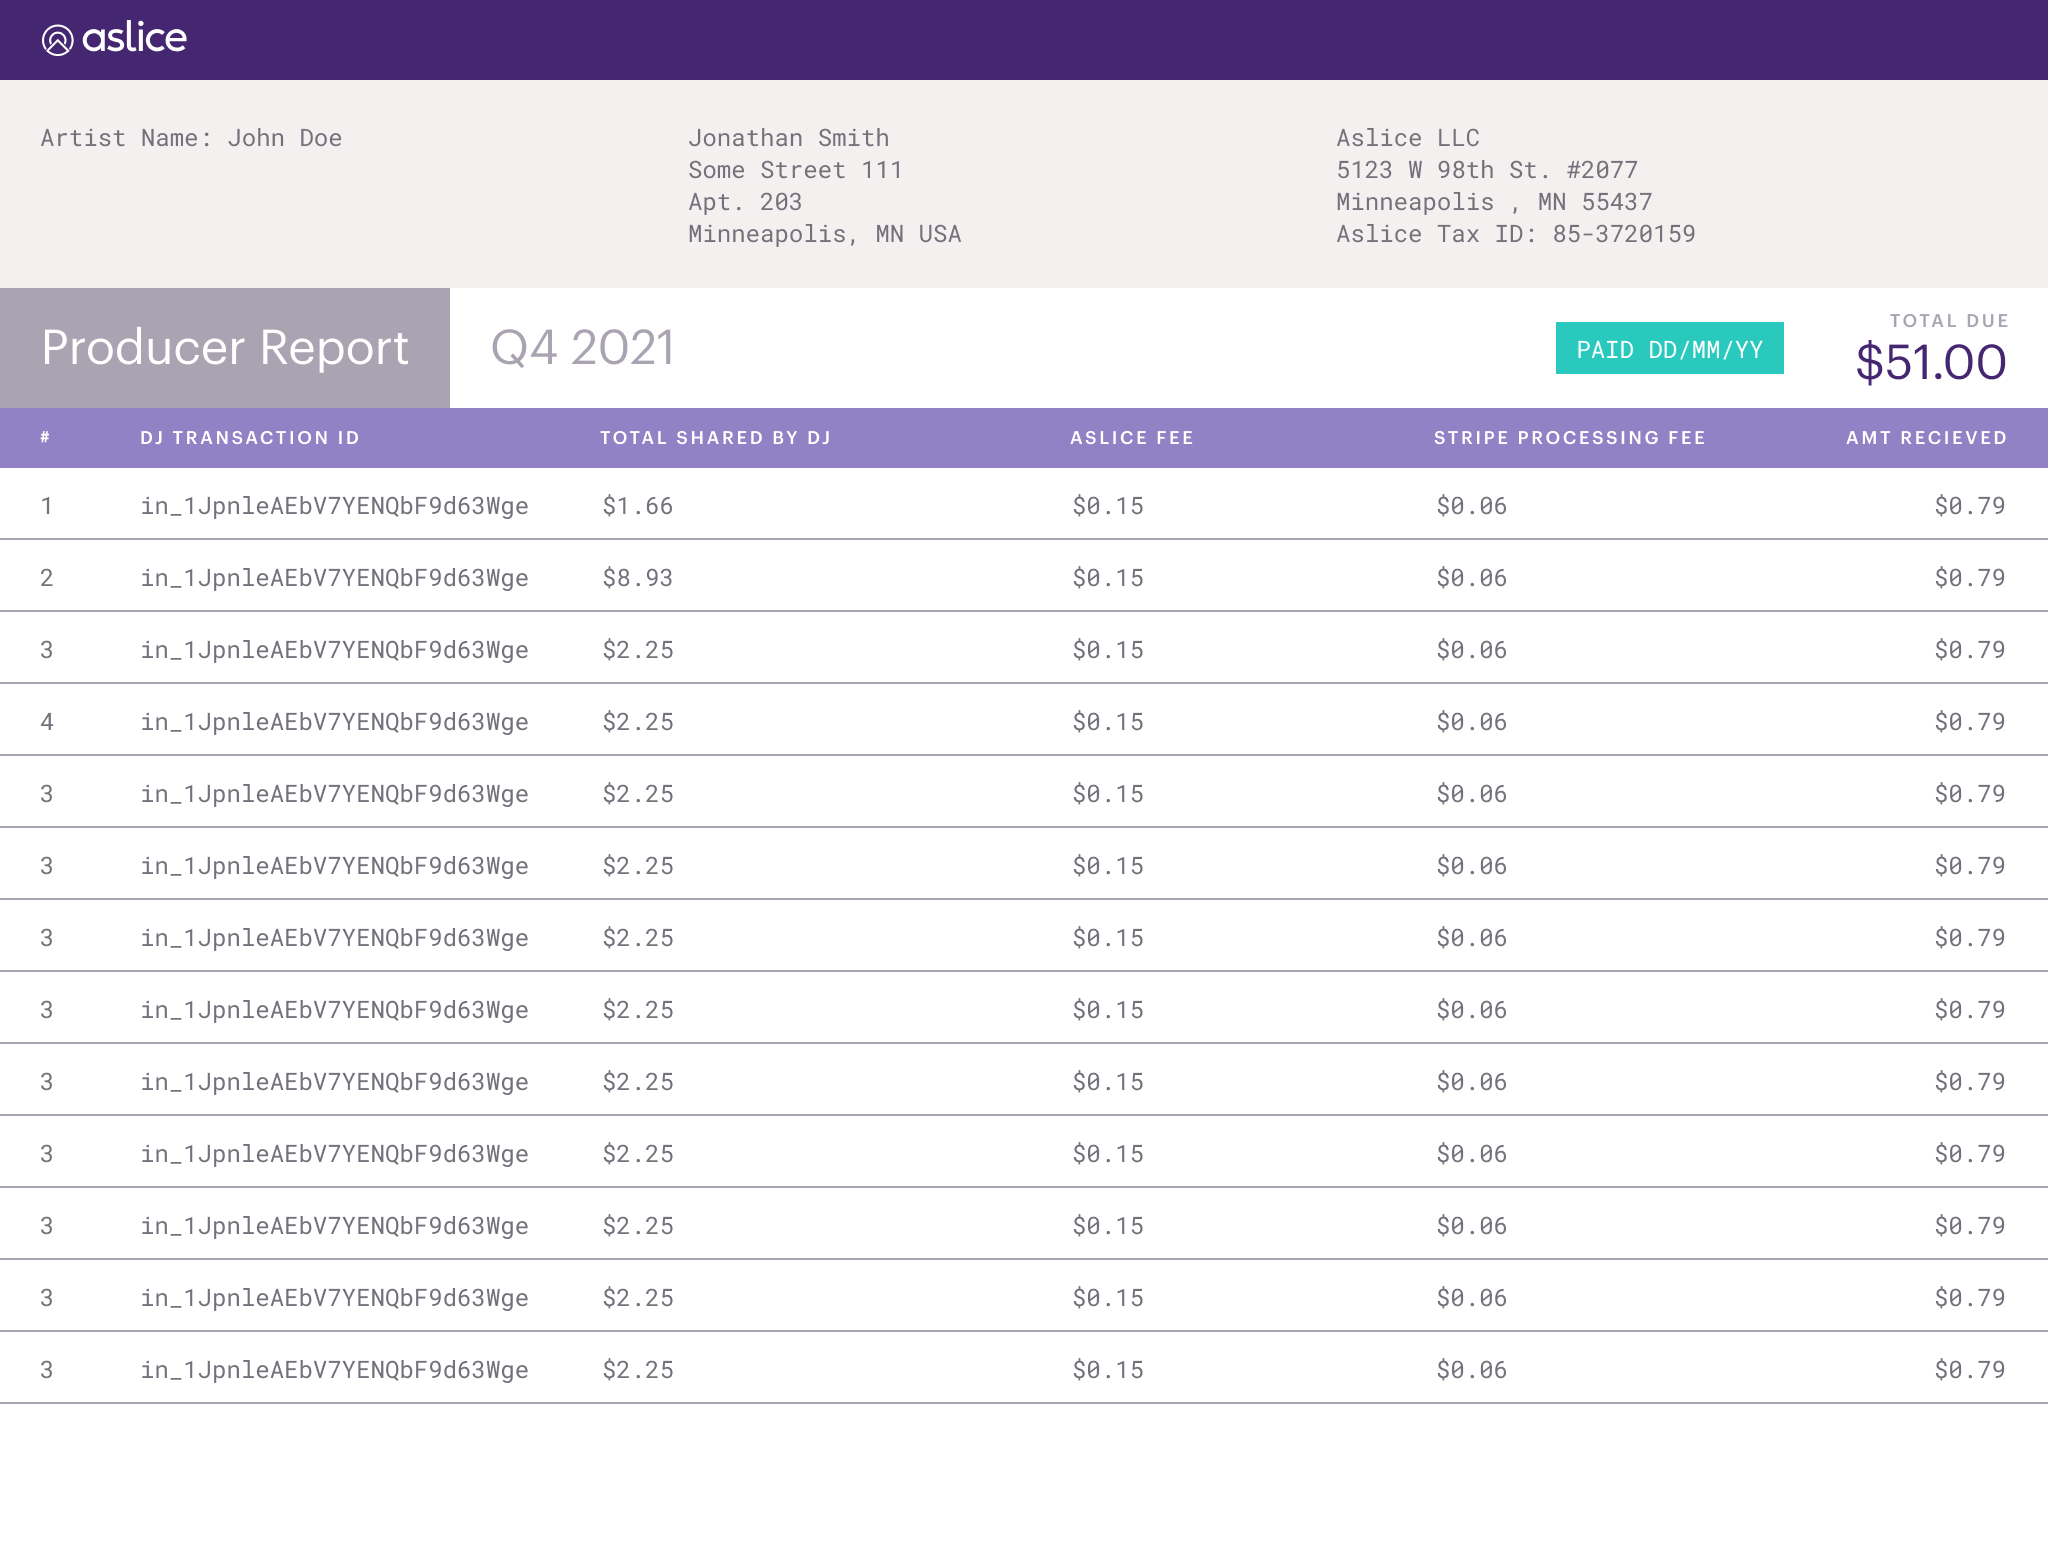 aslice
Artist Name: John Doe
Jonathan Smith
Some Street 111
Apt. 203
Minneapolis, MN USA
Aslice LLC
5123 W 98th St. #2077
Minneapolis , MN 55437
Aslice Tax ID: 85-3720159
Producer Report
Q4 2021
PAID DD/MM/YY
TOTAL DUE
$51.00
# DJ TRANSACTION ID TOTAL SHARED BY DJ ASLICE FEE STRIPE PROCESSING FEE AMT RECIEVED
1 in_1JpnleAEbV7YENQbF9d63Wge $1.66 $0.15 $0.06 $0.79
2 in_1JpnleAEbV7YENQbF9d63Wge $8.93 $0.15 $0.06 $0.79
3 in_1JpnleAEbV7YENQbF9d63Wge $2.25 $0.15 $0.06 $0.79
4 in_1JpnleAEbV7YENQbF9d63Wge $2.25 $0.15 $0.06 $0.79
3 in_1JpnleAEbV7YENQbF9d63Wge $2.25 $0.15 $0.06 $0.79
3 in_1JpnleAEbV7YENQbF9d63Wge $2.25 $0.15 $0.06 $0.79
3 in_1JpnleAEbV7YENQbF9d63Wge $2.25 $0.15 $0.06 $0.79
3 in_1JpnleAEbV7YENQbF9d63Wge $2.25 $0.15 $0.06 $0.79
3 in_1JpnleAEbV7YENQbF9d63Wge $2.25 $0.15 $0.06 $0.79
3 in_1JpnleAEbV7YENQbF9d63Wge $2.25 $0.15 $0.06 $0.79
3 in_1JpnleAEbV7YENQbF9d63Wge $2.25 $0.15 $0.06 $0.79
3 in_1JpnleAEbV7YENQbF9d63Wge $2.25 $0.15 $0.06 $0.79
3 in_1JpnleAEbV7YENQbF9d63Wge $2.25 $0.15 $0.06 $0.79